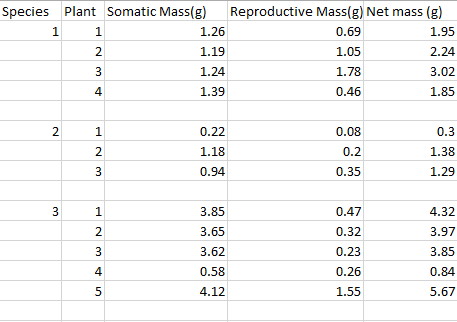 Species Plant Somatic Mass(g) Reproductive Mass(g) Net mass (g)
1 1 1.26 0.69 1.95
2 1.19 1.05 2.24
3 1.24 1.78 3.02
4 1.39 0.46 1.85
2 1 0.22 0.08 0.3
2 1.18 0.2 1.38
3 0.94 0.35 1.29
3 1 3.85 0.47 4.32
2 3.65 0.32 3.97
3 3.62 0.23 3.85
4 0.58 0.26 0.84
5 4.12 1.55 5.67